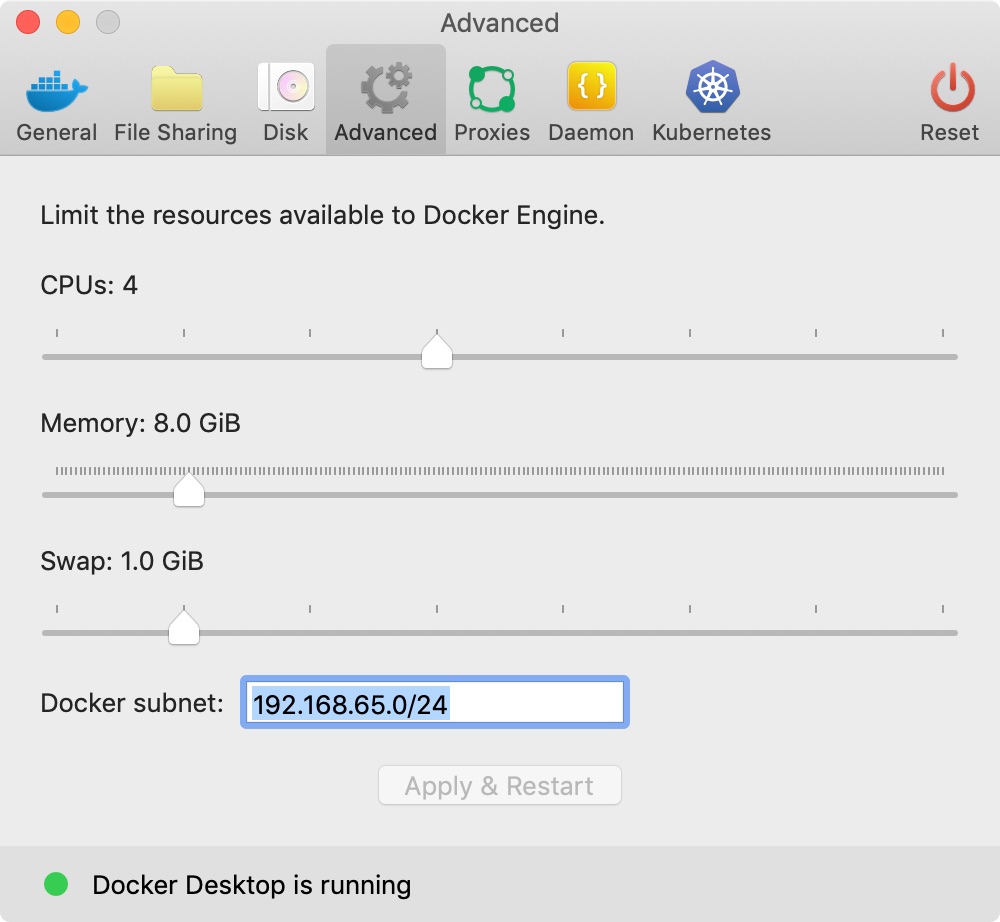 Advanced
General File Sharing Disk Advanced Proxies Daemon Kubernetes Reset
Limit the resources available to Docker Engine.
CPUs: 4
Memory: 8.0 GiB
Swap: 1.0 GiB
Docker subnet: 192.168.65.0/24
Apply & Restart
Docker Desktop is running